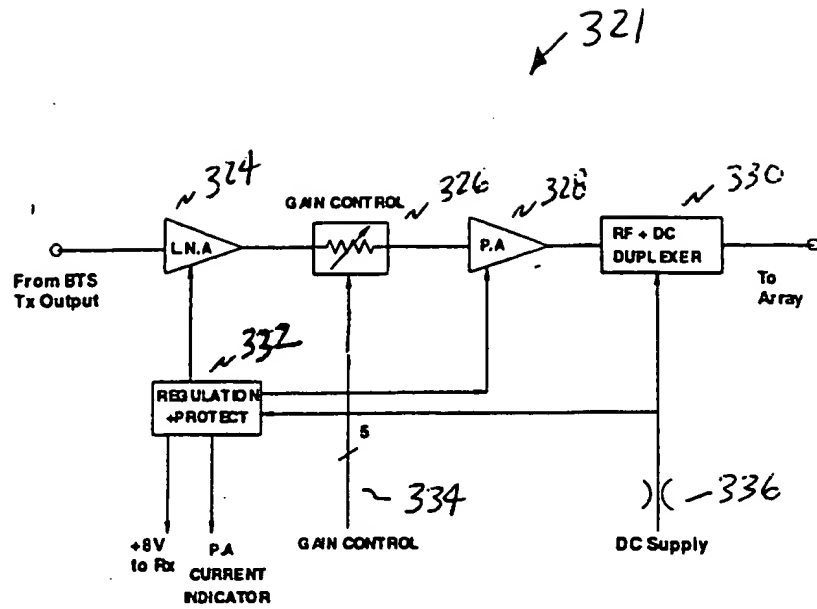 321
324
GAIN CONTROL
326
328
330
L.N.A
P.A
RF + DC
DUPLEXER
From BTS
Tx Output
To
Array
332
REGULATION
+PROTECT
5
334
336
+8V
to Rx
P.A
CURRENT
INDICATOR
GAIN CONTROL
DC Supply